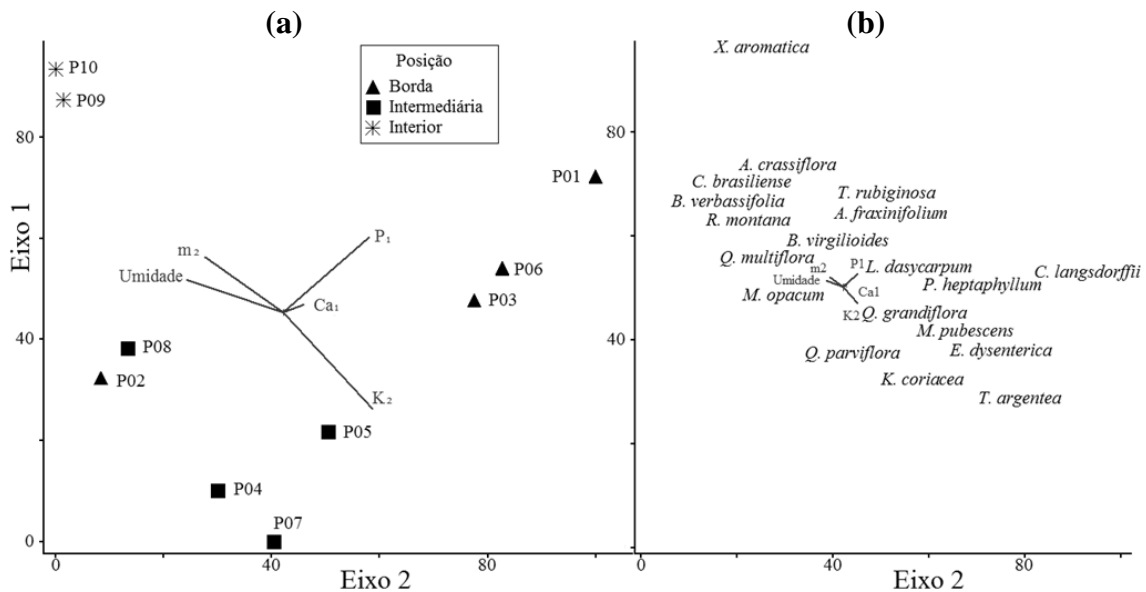 (a)
Eixo 1
80
40
0
0
40
80
Eixo 2
Posição
Borda
Intermediária
Interior
P10
P09
P01
P06
P03
P08
P02
P05
P04
P07
m₂
P₁
Umidade
Ca₁
K₂
(b)
80
40
0
40
80
Eixo 2
X. aromatica
A. crassiflora
C. brasiliense
T. rubiginosa
B. verbassifolia
A. fraxinifolium
R. montana
B. virgilioides
Q. multiflora
P1
L. dasycarpum
m2
C. langsdorffii
Umidade
P. heptaphyllum
M. opacum
Ca1
K2
Q. grandiflora
M. pubescens
Q. parviflora
E. dysenterica
K. coriacea
T. argentea